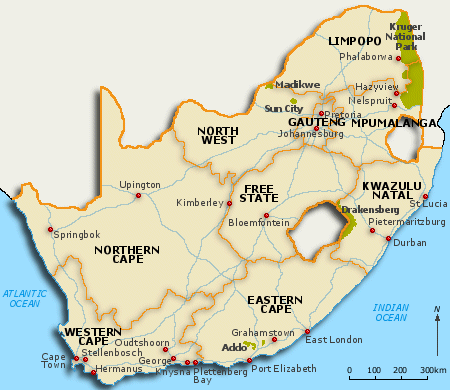 Kruger
National
Park
LIMPOPO
Phalaborwa
Madikwe
Hazyview
Nelspruit
Sun City
Pretoria
GAUTENG
MPUMALANGA
Johannesburg
NORTH
WEST
Upington
Kimberley
FREE
STATE
KWAZULU
NATAL
St Lucia
Drakensberg
Bloemfontein
Pietermaritzburg
Springbok
Durban
NORTHERN
CAPE
ATLANTIC
OCEAN
INDIAN
OCEAN
EASTERN
CAPE
N
WESTERN
CAPE
Grahamstown
East London
Oudtshoorn
Addo
Cape
Town
Stellenbosch
George
Hermanus
Knysna
Plettenberg
Bay
Port Elizabeth
0
100
200
300km